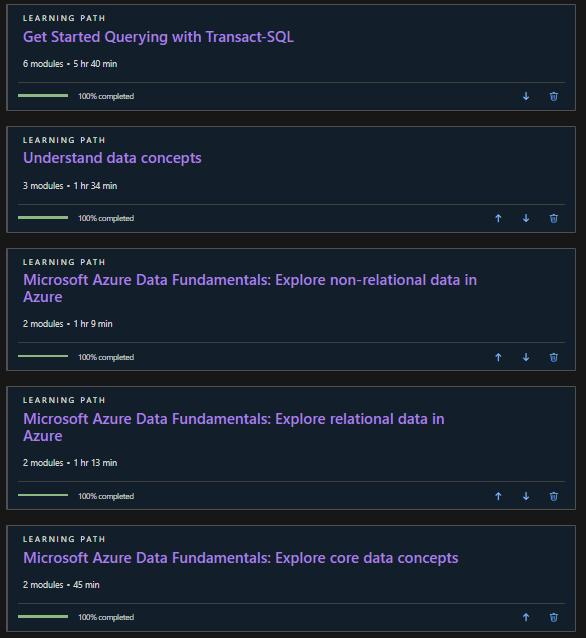 LEARNING PATH
Get Started Querying with Transact-SQL
6 modules • 5 hr 40 min
100% completed
LEARNING PATH
Understand data concepts
3 modules • 1 hr 34 min
100% completed
LEARNING PATH
Microsoft Azure Data Fundamentals: Explore non-relational data in
Azure
2 modules • 1 hr 9 min
100% completed
LEARNING PATH
Microsoft Azure Data Fundamentals: Explore relational data in
Azure
2 modules • 1 hr 13 min
100% completed
LEARNING PATH
Microsoft Azure Data Fundamentals: Explore core data concepts
2 modules • 45 min
100% completed